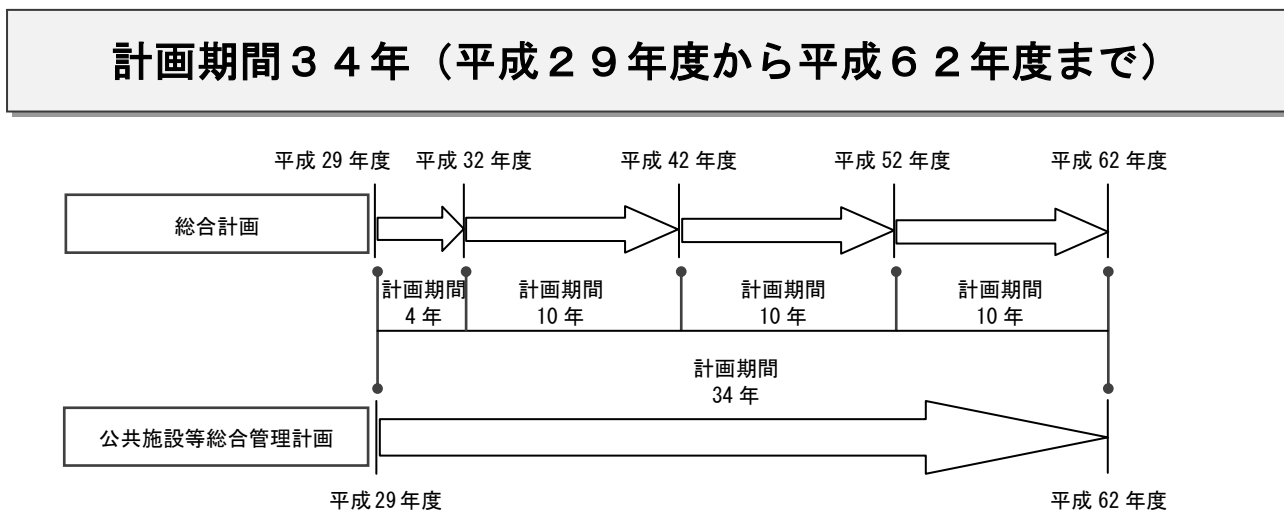 計画期間３４年（平成２９年度から平成６２年度まで）
平成 29 年度 平成 32 年度 平成 42 年度 平成 52 年度 平成 62 年度
総合計画
計画期間 計画期間 計画期間 計画期間
4 年 10 年 10 年 10 年
計画期間
34 年
公共施設等総合管理計画
平成 29 年度 平成 62 年度